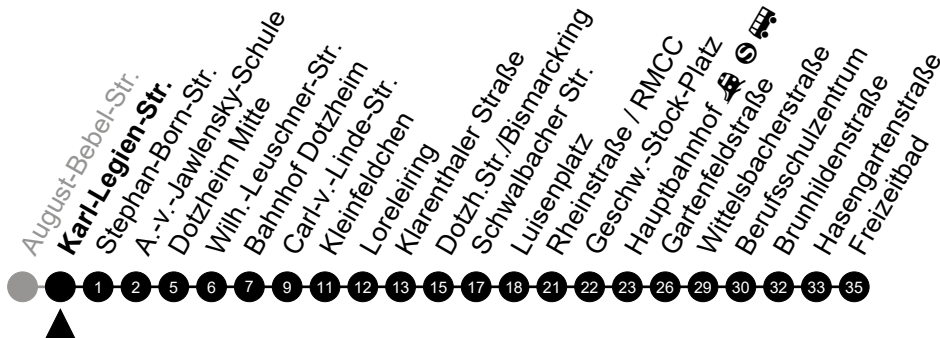 August-Bebel-Str.
Karl-Legien-Str.
Stephan-Born-Str.
A.-v.-Jawlensky-Schule
Dotzheim Mitte
Wilh.-Leuschner-Str.
Bahnhof Dotzheim
Carl-v.-Linde-Str.
Kleinfeldchen
Loreleiring
Klarenthaler Straße
Dotzh.Str./Bismarckring
Schwalbacher Str.
Luisenplatz
Rheinstraße / RMCC
Geschw.-Stock-Platz
Hauptbahnhof S
Gartenfeldstraße
Wittelsbacherstraße
Berufsschulzentrum
Brunhildenstraße
Hasengartenstraße
Freizeitbad
1 2 5 6 7 9 11 12 13 15 17 18 21 22 23 26 29 30 32 33 35